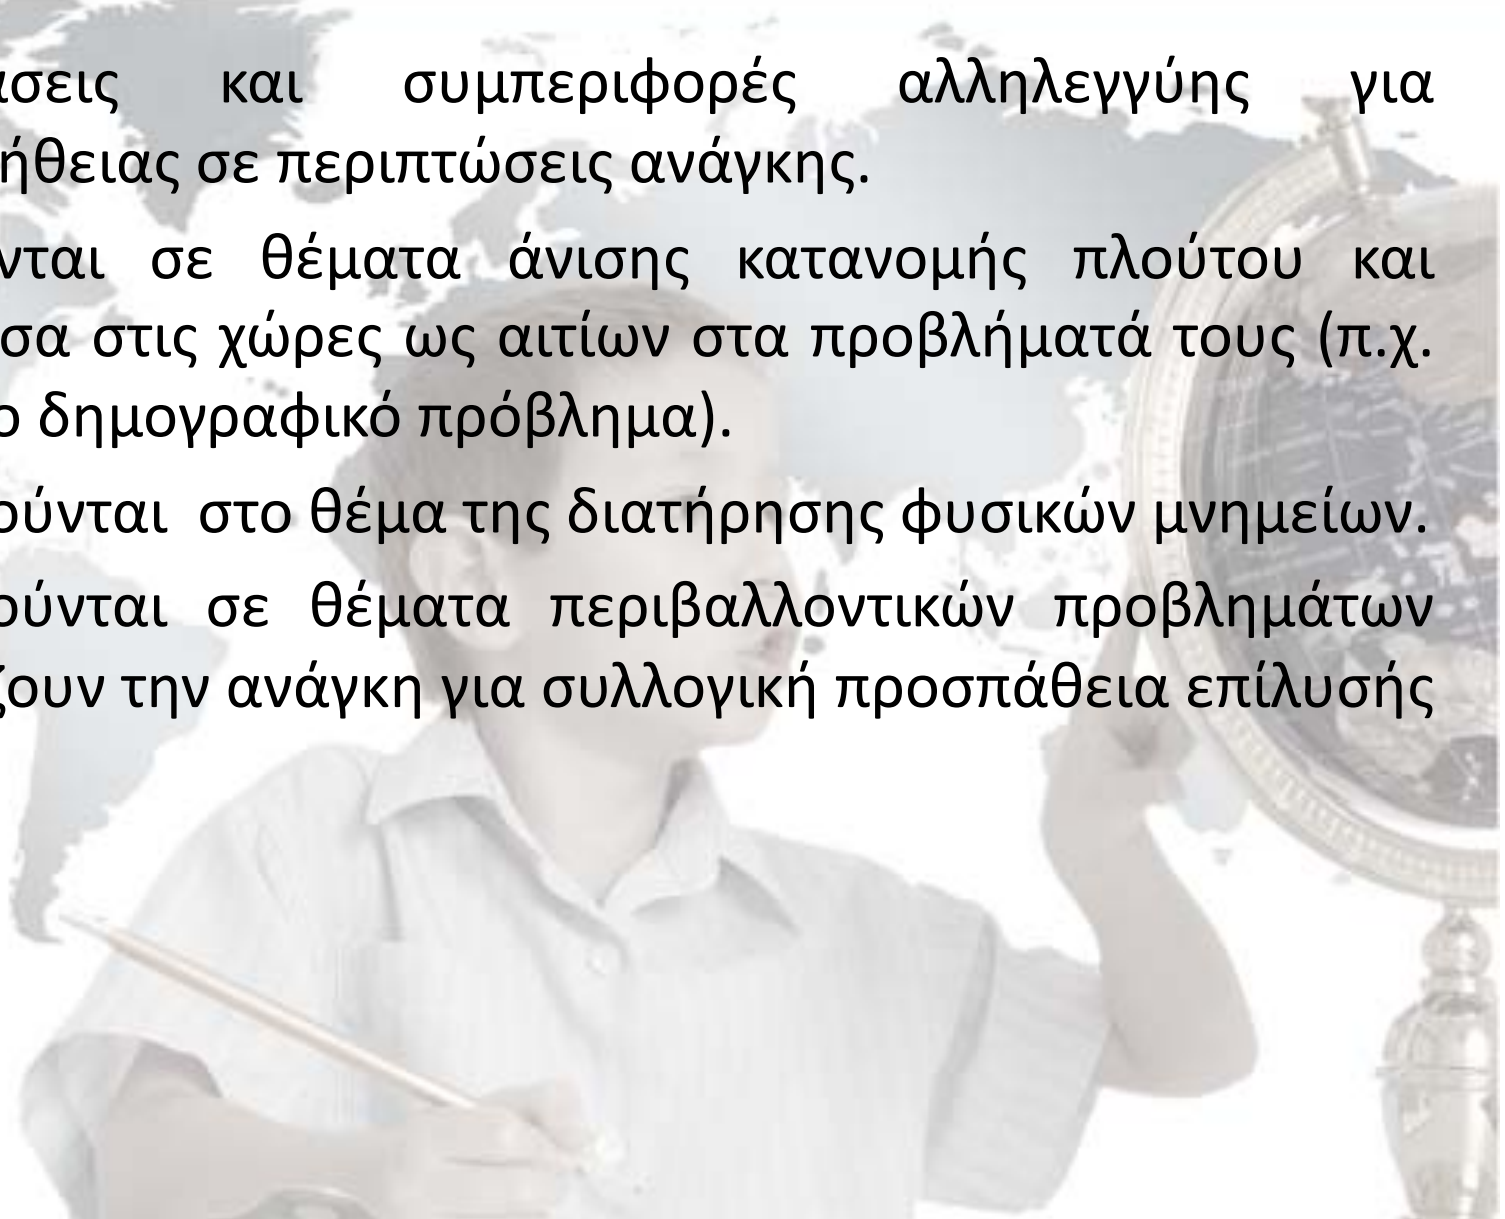 άσεις και συμπεριφορές αλληλεγγύης για
ήθειας σε περιπτώσεις ανάγκης.
νται σε θέματα άνισης κατανομής πλούτου και
σα στις χώρες ως αιτίων στα προβλήματά τους (π.χ.
ο δημογραφικό πρόβλημα).
ούνται στο θέμα της διατήρησης φυσικών μνημείων.
ούνται σε θέματα περιβαλλοντικών προβλημάτων
ζουν την ανάγκη για συλλογική προσπάθεια επίλυσής